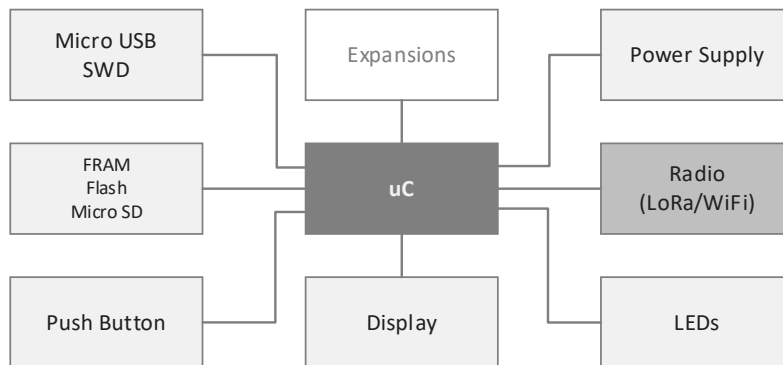 Micro USB
SWD
Expansions
Power Supply
FRAM
Flash
Micro SD
uC
Radio
(LoRa/WiFi)
Push Button
Display
LEDs